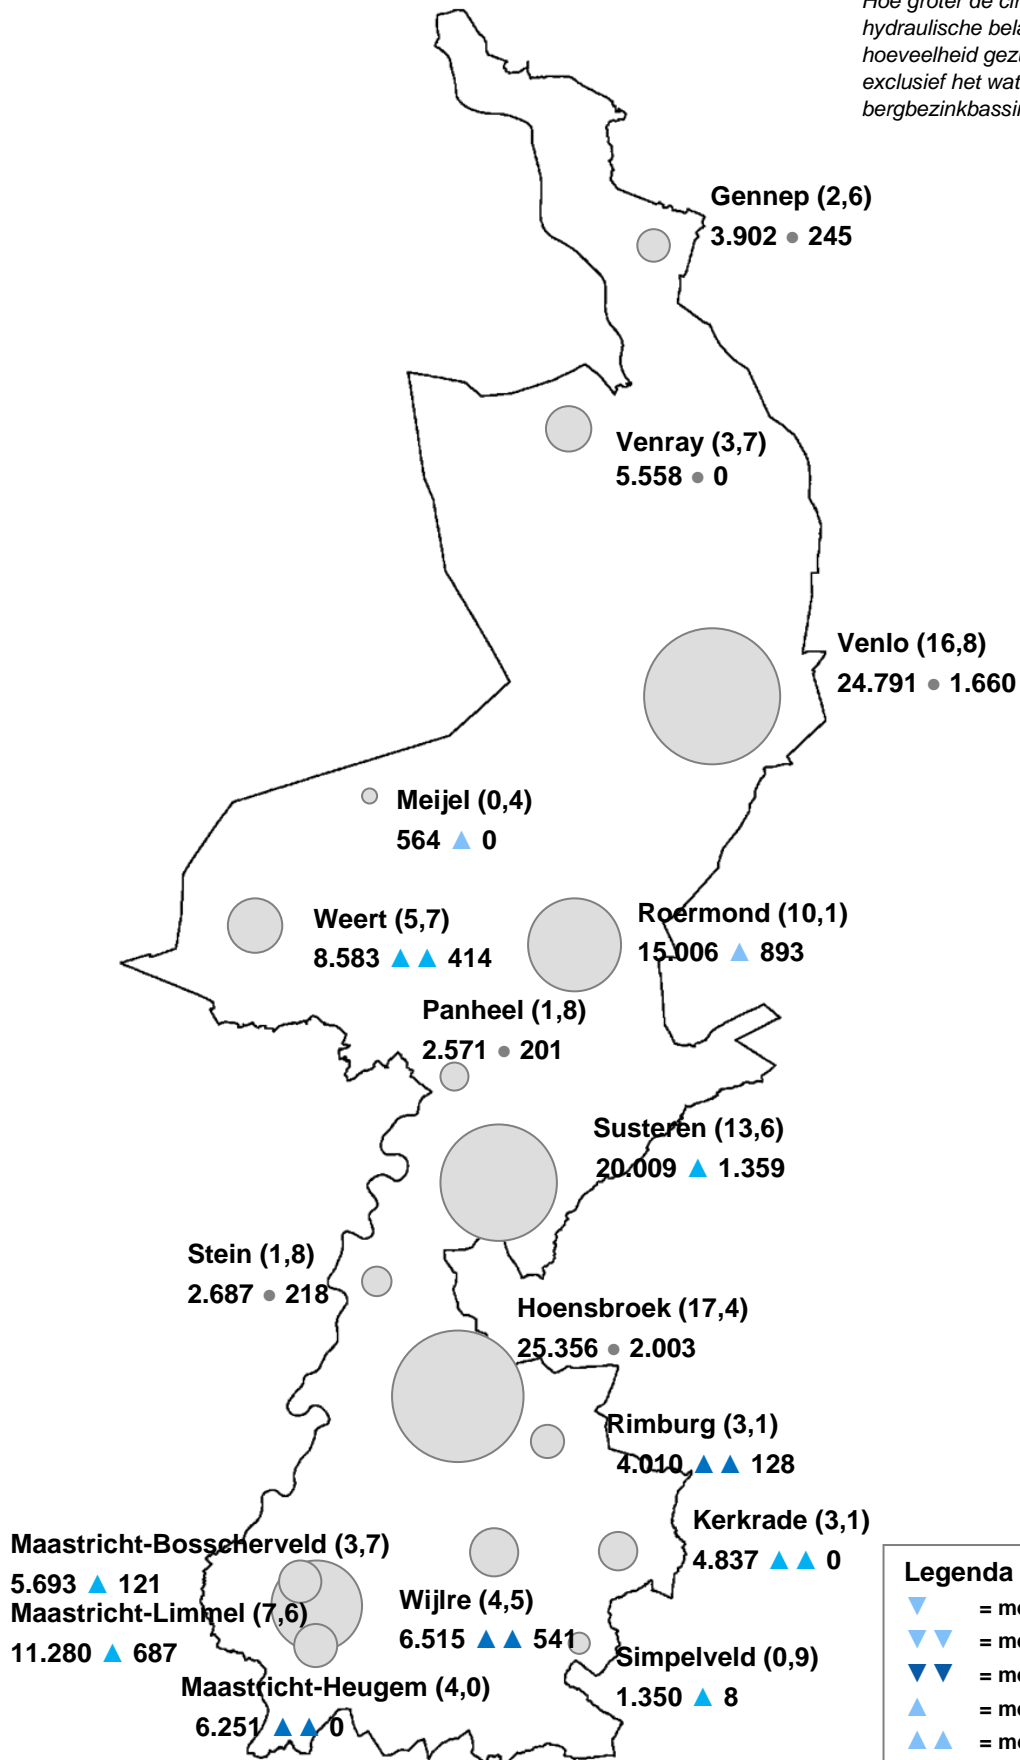 Hoe groter de
hydraulische
hoeveelheid
exclusief het
Gennep (2,6)
3.902 ● 245
Venray (3,7)
5.558 ● 0
Venlo (16,8)
24.791 ● 1.660
Meijel (0,4)
564 ▲ 0
Weert (5,7)
8.583 ▲ ▲ 414
Roermond (10,1)
15.006 ▲ 893
Panheel (1,8)
2.571 ● 201
Susteren (13,6)
20.009 ▲ 1.359
Stein (1,8)
2.687 ● 218
Hoensbroek (17,4)
25.356 ● 2.003
Rimburg (3,1)
4.010 ▲ ▲ 128
Kerkrade (3,1)
4.837 ▲ ▲ 0
Maastricht-Bosscherveld (3,7)
5.693 ▲ 121
Maastricht-Limmel (7,6)
11.280 ▲ 687
Wijlre (4,5)
6.515 ▲ ▲ 541
Simpelveld (0,9)
1.350 ▲ 8
Maastricht-Heugem (4,0)
6.251 ▲ ▲ 0
Legenda
▼ =
▼ ▼ =
▼ ▼ =
▲ =
▲ ▲ =